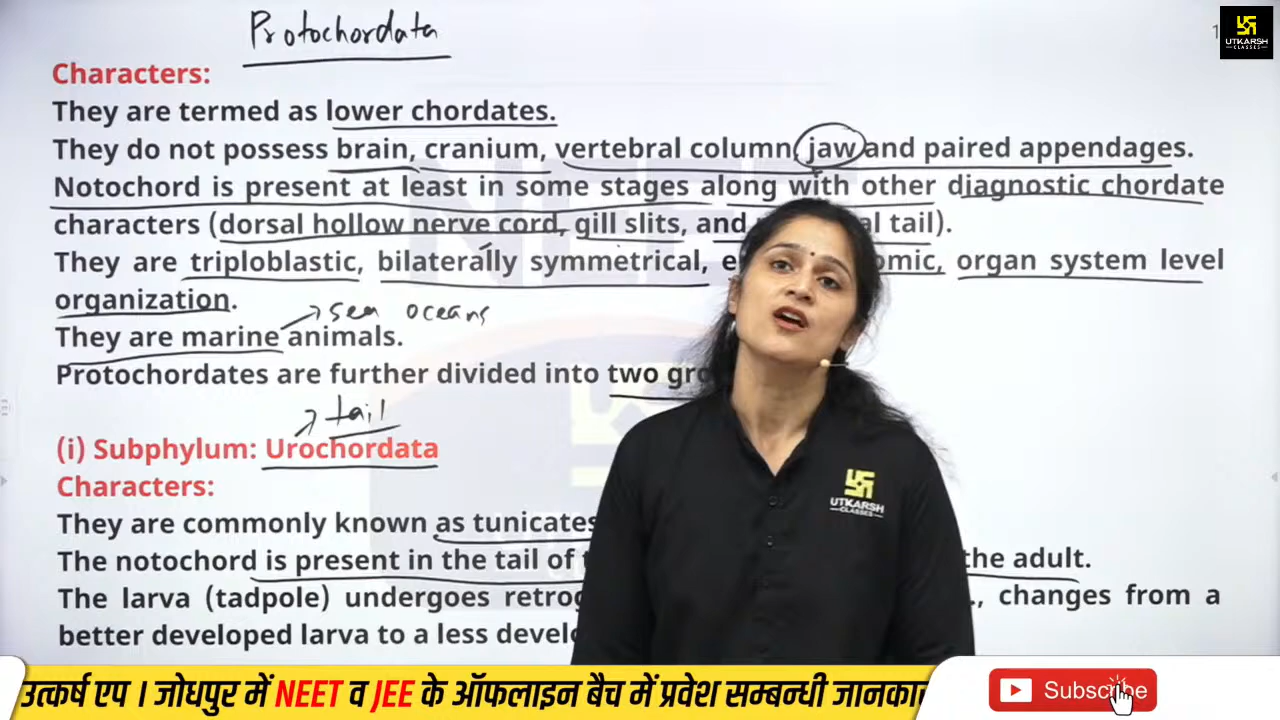 Protochordata
UTKARSH
CLASSES
Characters:
They are termed as lower chordates.
They do not possess brain, cranium, vertebral column, jaw and paired appendages.
Notochord is present at least in some stages along with other diagnostic chordate
characters (dorsal hollow nerve cord, gill slits, and tail).
They are triploblastic, bilaterally symmetrical, organ system level
organization.
sea oceans
They are marine animals.
Protochordates are further divided into two
tail
(i) Subphylum: Urochordata
Characters:
They are commonly known as tunicates
The notochord is present in the tail of the adult.
The larva (tadpole) undergoes changes from a
better developed larva to a less
UTKARSH
CLASSES
उत्कर्ष एप । जोधपुर में NEET व JEE के ऑफलाइन बैच में प्रवेश सम्बन्धी
Subscribe